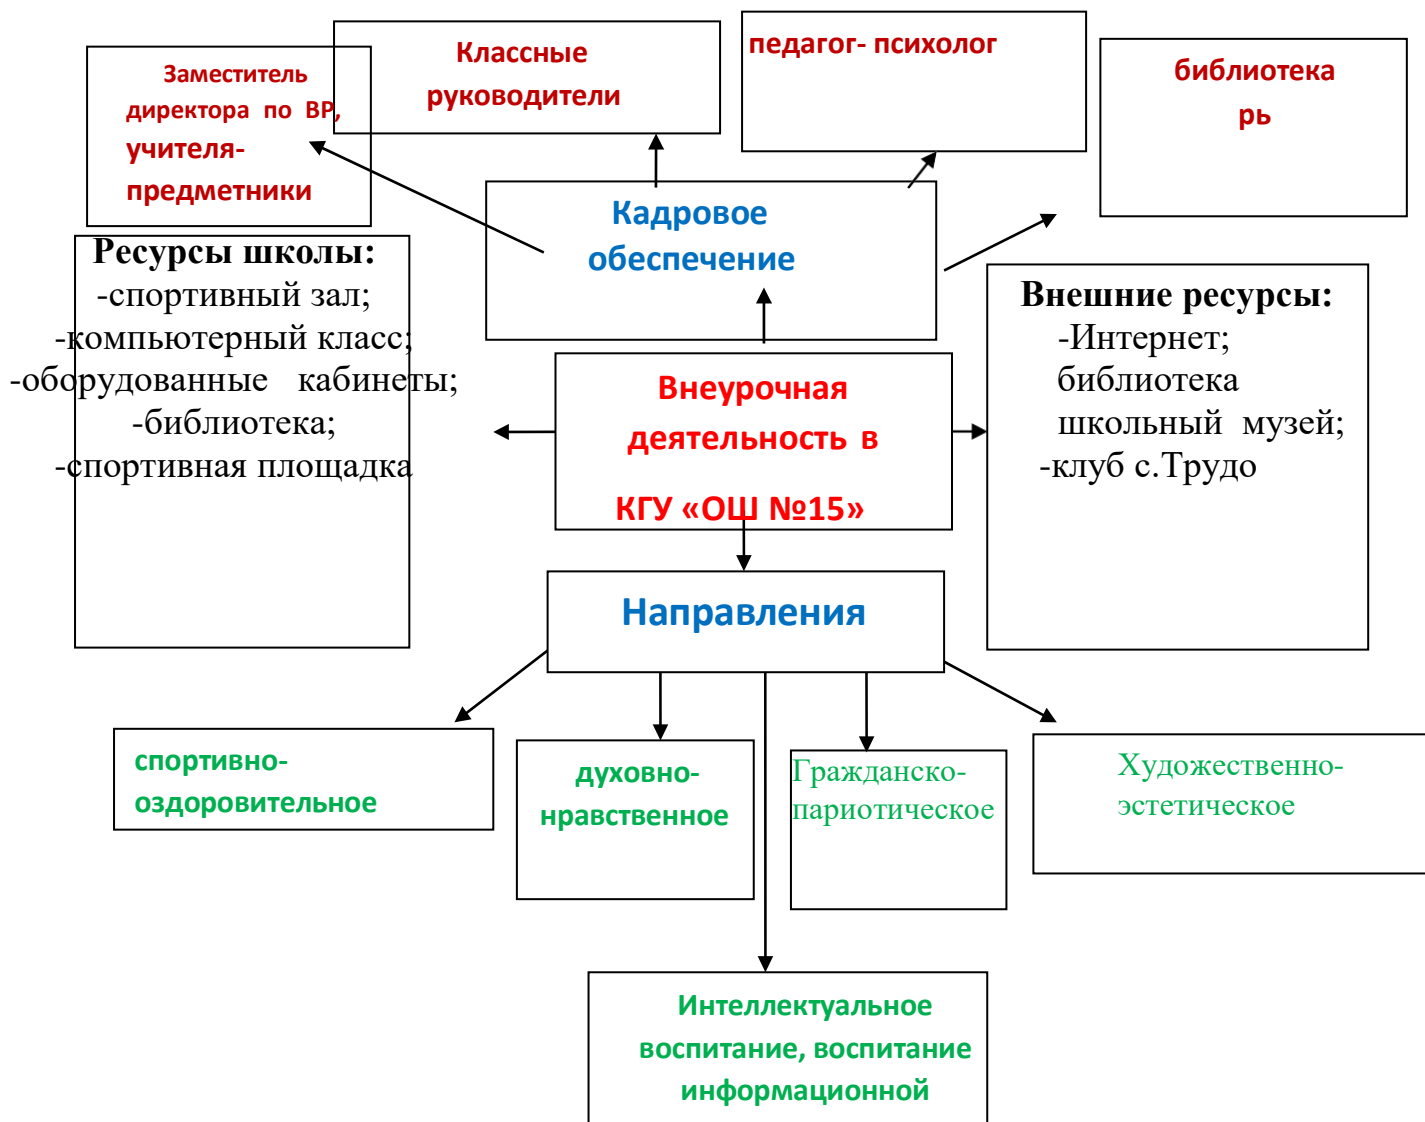 Заместитель
директора по ВР,
учителя-
предметники
Классные
руководители
педагог- психолог
библиотека
рь
Кадровое
обеспечение
Ресурсы школы:
-спортивный зал;
-компьютерный класс;
-оборудованные кабинеты;
-библиотека;
-спортивная площадка
Внеурочная
деятельность в
КГУ «ОШ №15»
Внешние ресурсы:
-Интернет;
библиотека
школьный музей;
-клуб с.Трудо
Направления
спортивно-
оздоровительное
духовно-
нравственное
Гражданско-
париотическое
Художественно-
эстетическое
Интеллектуальное
воспитание, воспитание
информационной